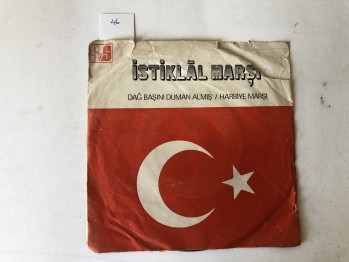 İSTİKLÂL MARŞI
DAĞ BAŞINI DUMAN ALMIŞ / HARBİYE MARŞI